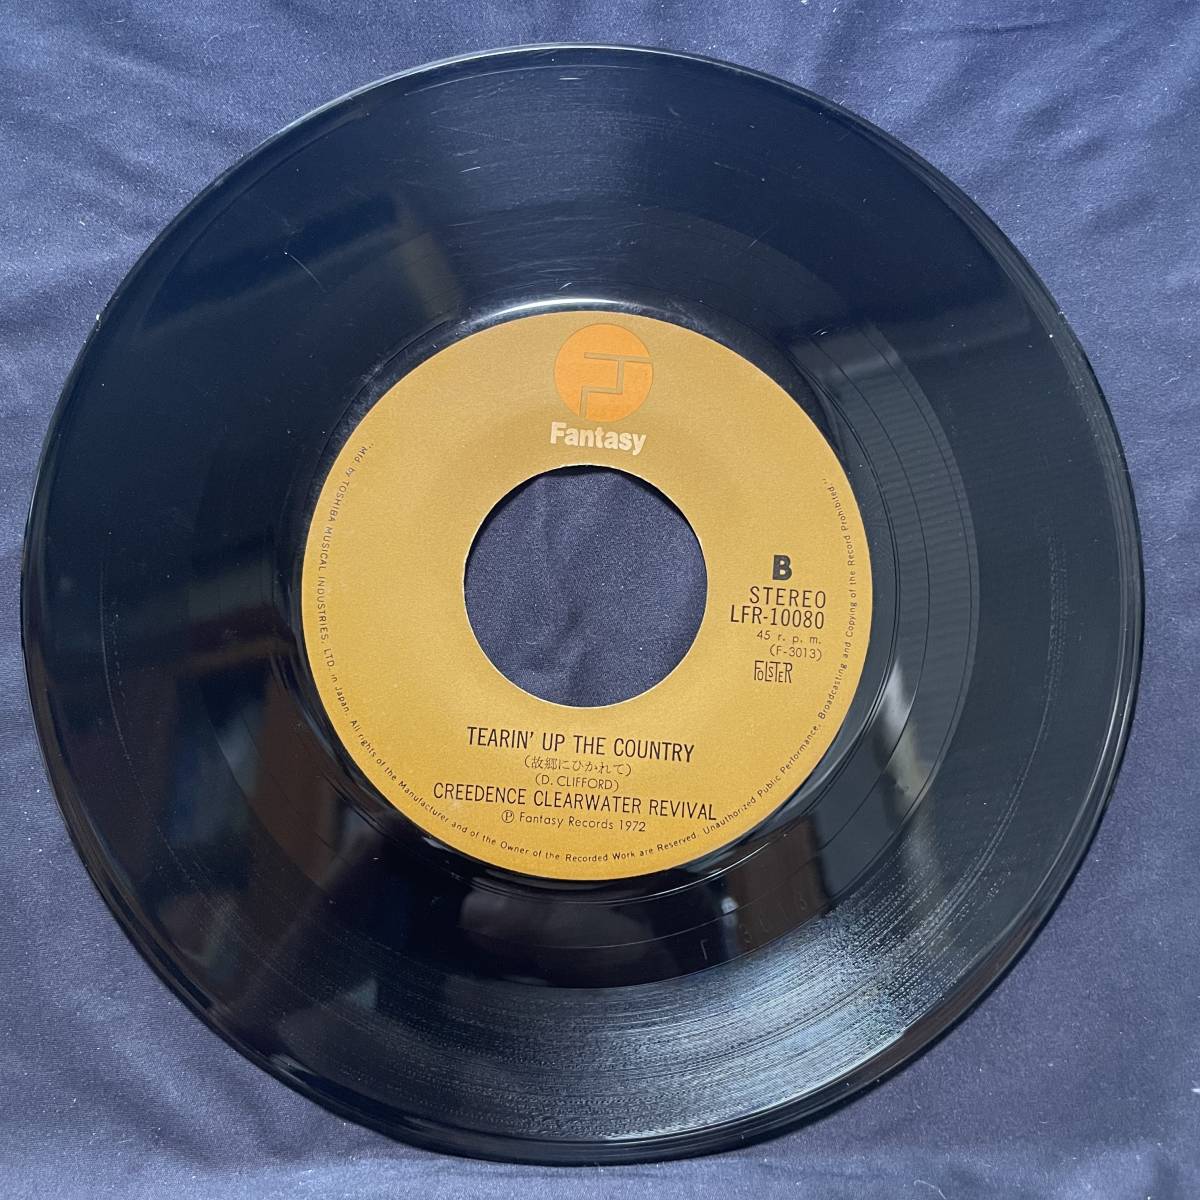 Fantasy
B
STEREO
LFR-10080
45 r. p. m.
(F-3013)
FOLSTER
TEARIN' UP THE COUNTRY
(故郷にひかれて)
(D. CLIFFORD)
CREEDENCE CLEARWATER REVIVAL
Ⓟ Fantasy Records 1972
"Mfd. by TOSHIBA MUSICAL INDUSTRIES, LTD. in Japan. All rights of the Manufacturer and of the Owner of the Recorded Work are Reserved. Unauthorized Public Performance, Broadcasting and Copying of the Record Prohibited."